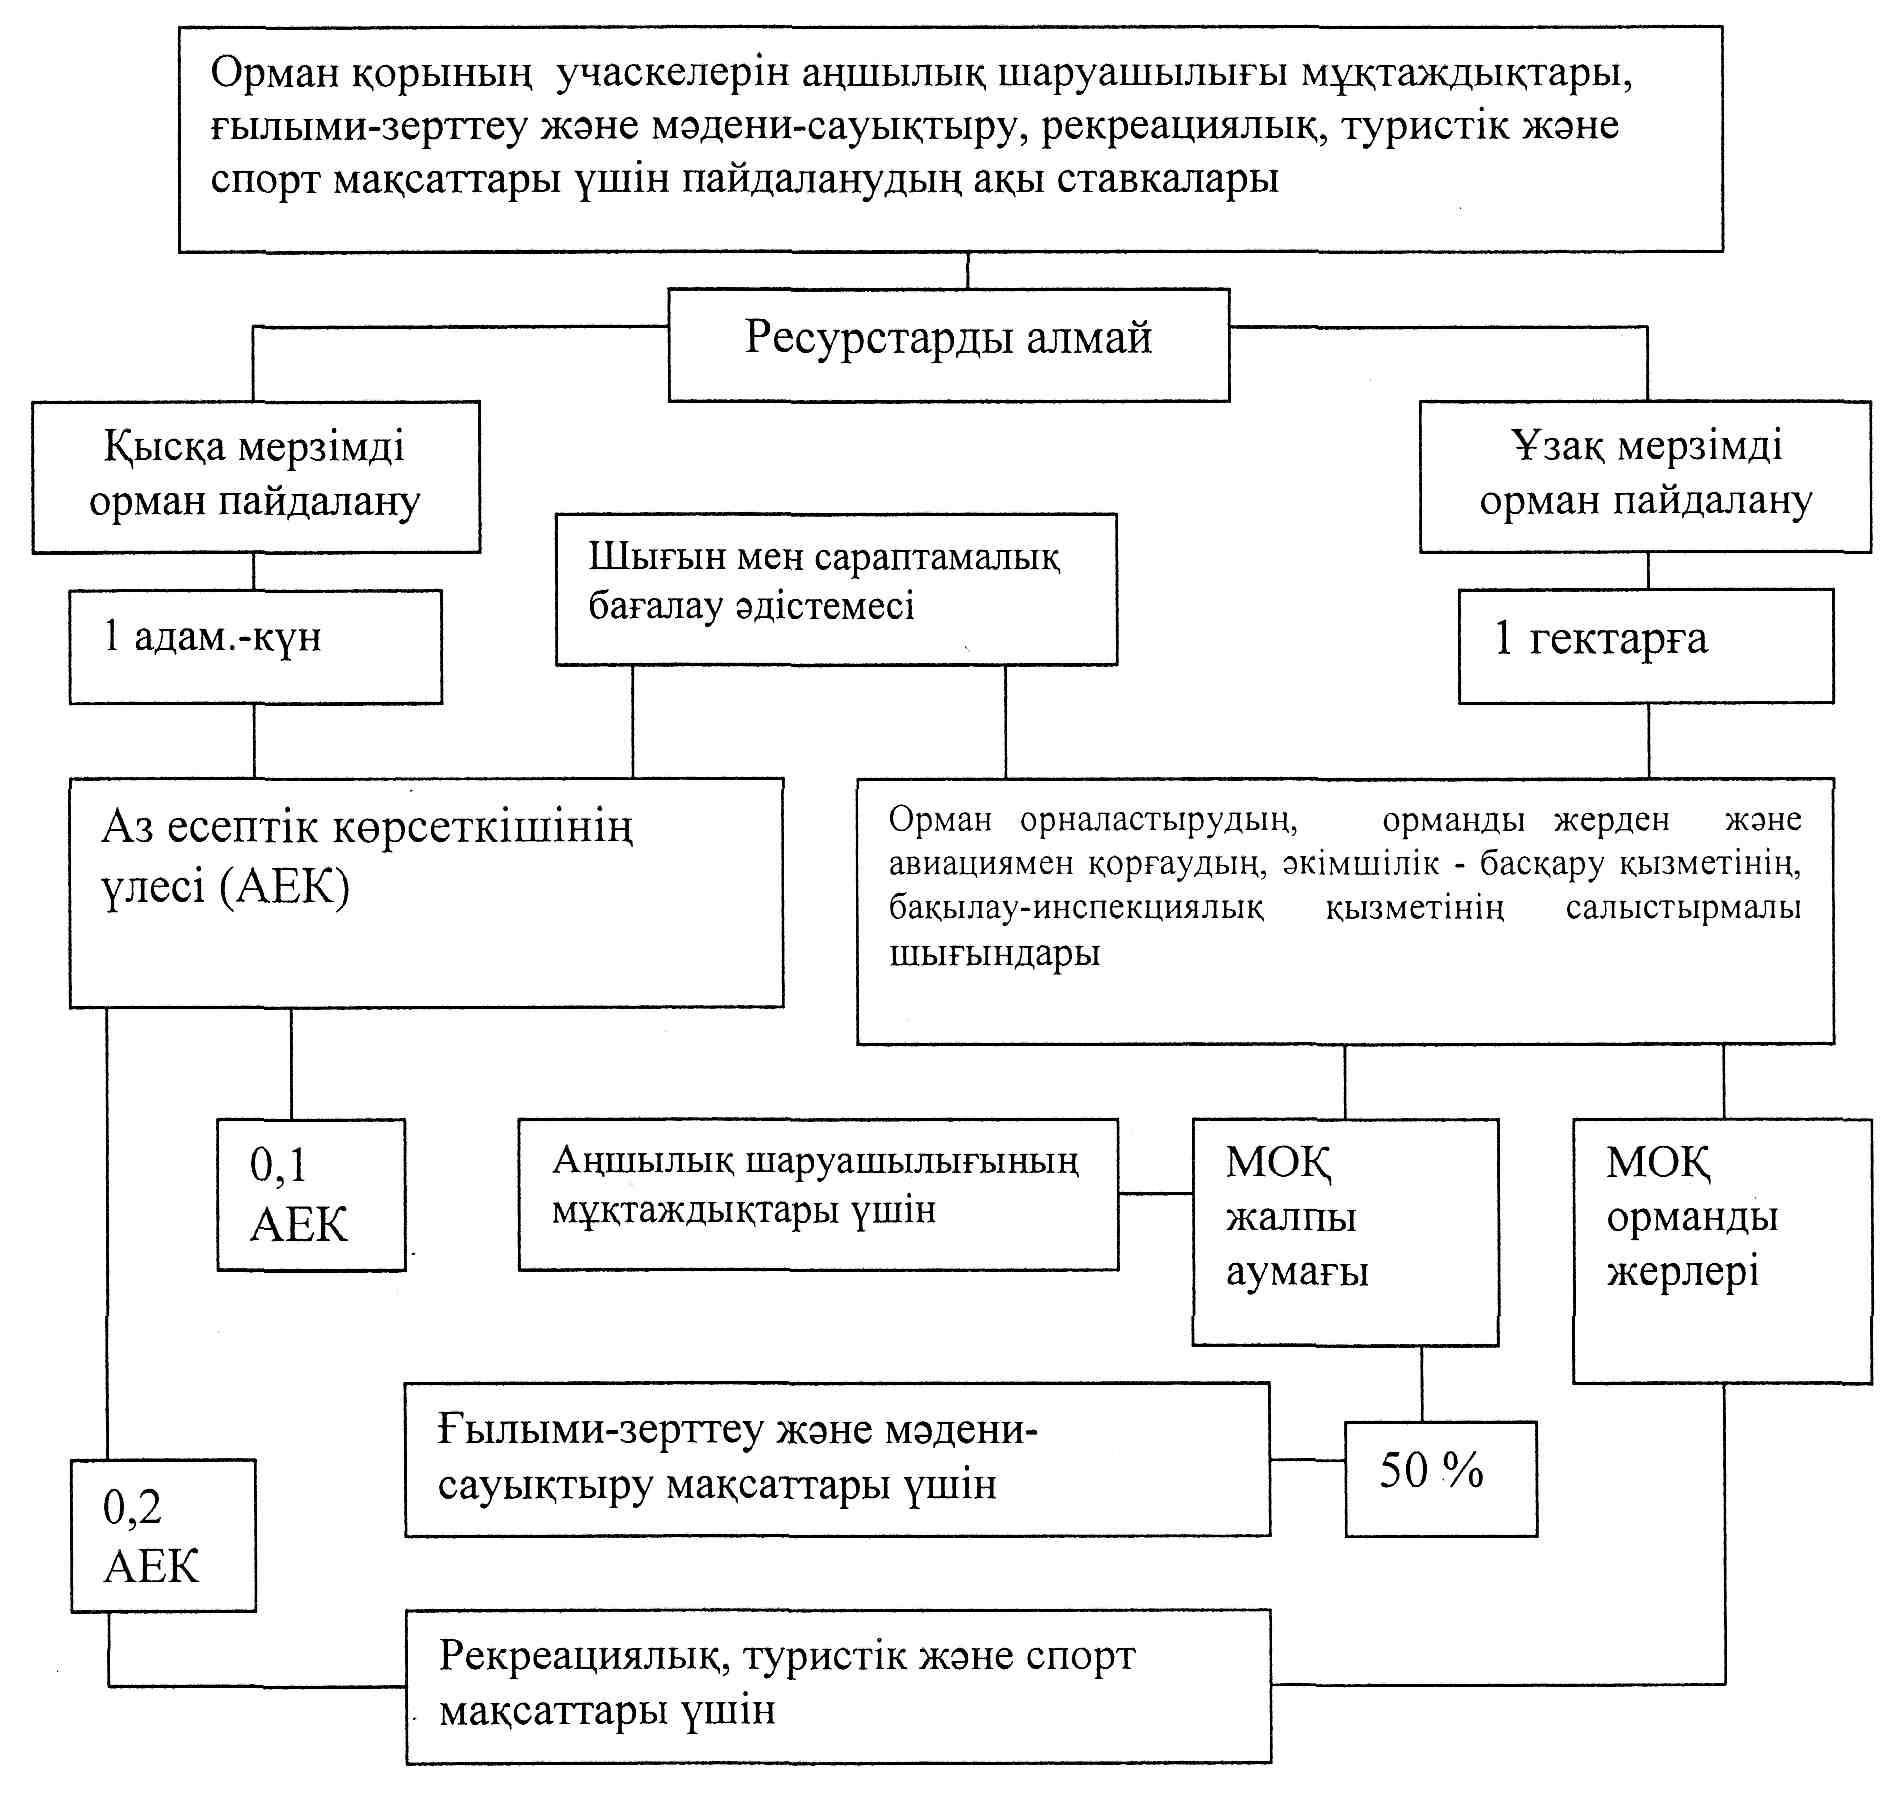 Орман қорының учаскелерін аңшылық шаруашылығы мұқтаждықтары,
ғылыми-зерттеу және мәдени-сауықтыру, рекреациялық, туристік және
спорт мақсаттары үшін пайдаланудың ақы ставкалары
Ресурстарды алмай
Қысқа мерзімді
орман пайдалану
Ұзақ мерзімді
орман пайдалану
Шығын мен сараптамалық
бағалау әдістемесі
1 адам.-күн
1 гектарға
Аз есептік көрсеткішінің
үлесі (АЕК)
Орман орналастырудың, орманды жерден және
авиациямен қорғаудың, әкімшілік - басқару қызметінің,
бақылау-инспекциялық қызметінің салыстырмалы
шығындары
0,1
АЕК
Аңшылық шаруашылығының
мұқтаждықтары үшін
МОҚ
жалпы
аумағы
МОҚ
орманды
жерлері
Ғылыми-зерттеу және мәдени-
сауықтыру мақсаттары үшін
50 %
0,2
АЕК
Рекреациялық, туристік және спорт
мақсаттары үшін